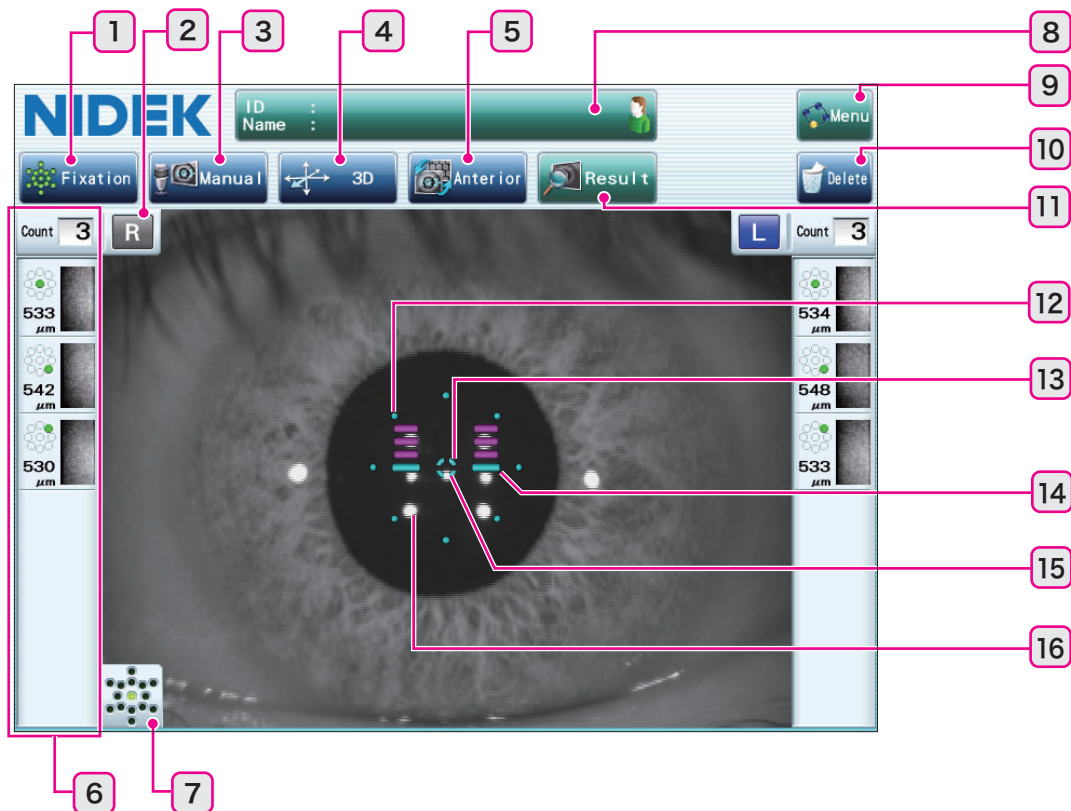 1 2 3 4 5 8
9
NIDEK ID :
Name :
Menu
10
Fixation Manual 3D Anterior Result Delete
11
Count 3 R L Count 3
12
533 μm
534 μm
13
542 μm
548 μm
14
530 μm
533 μm
15
16
6 7